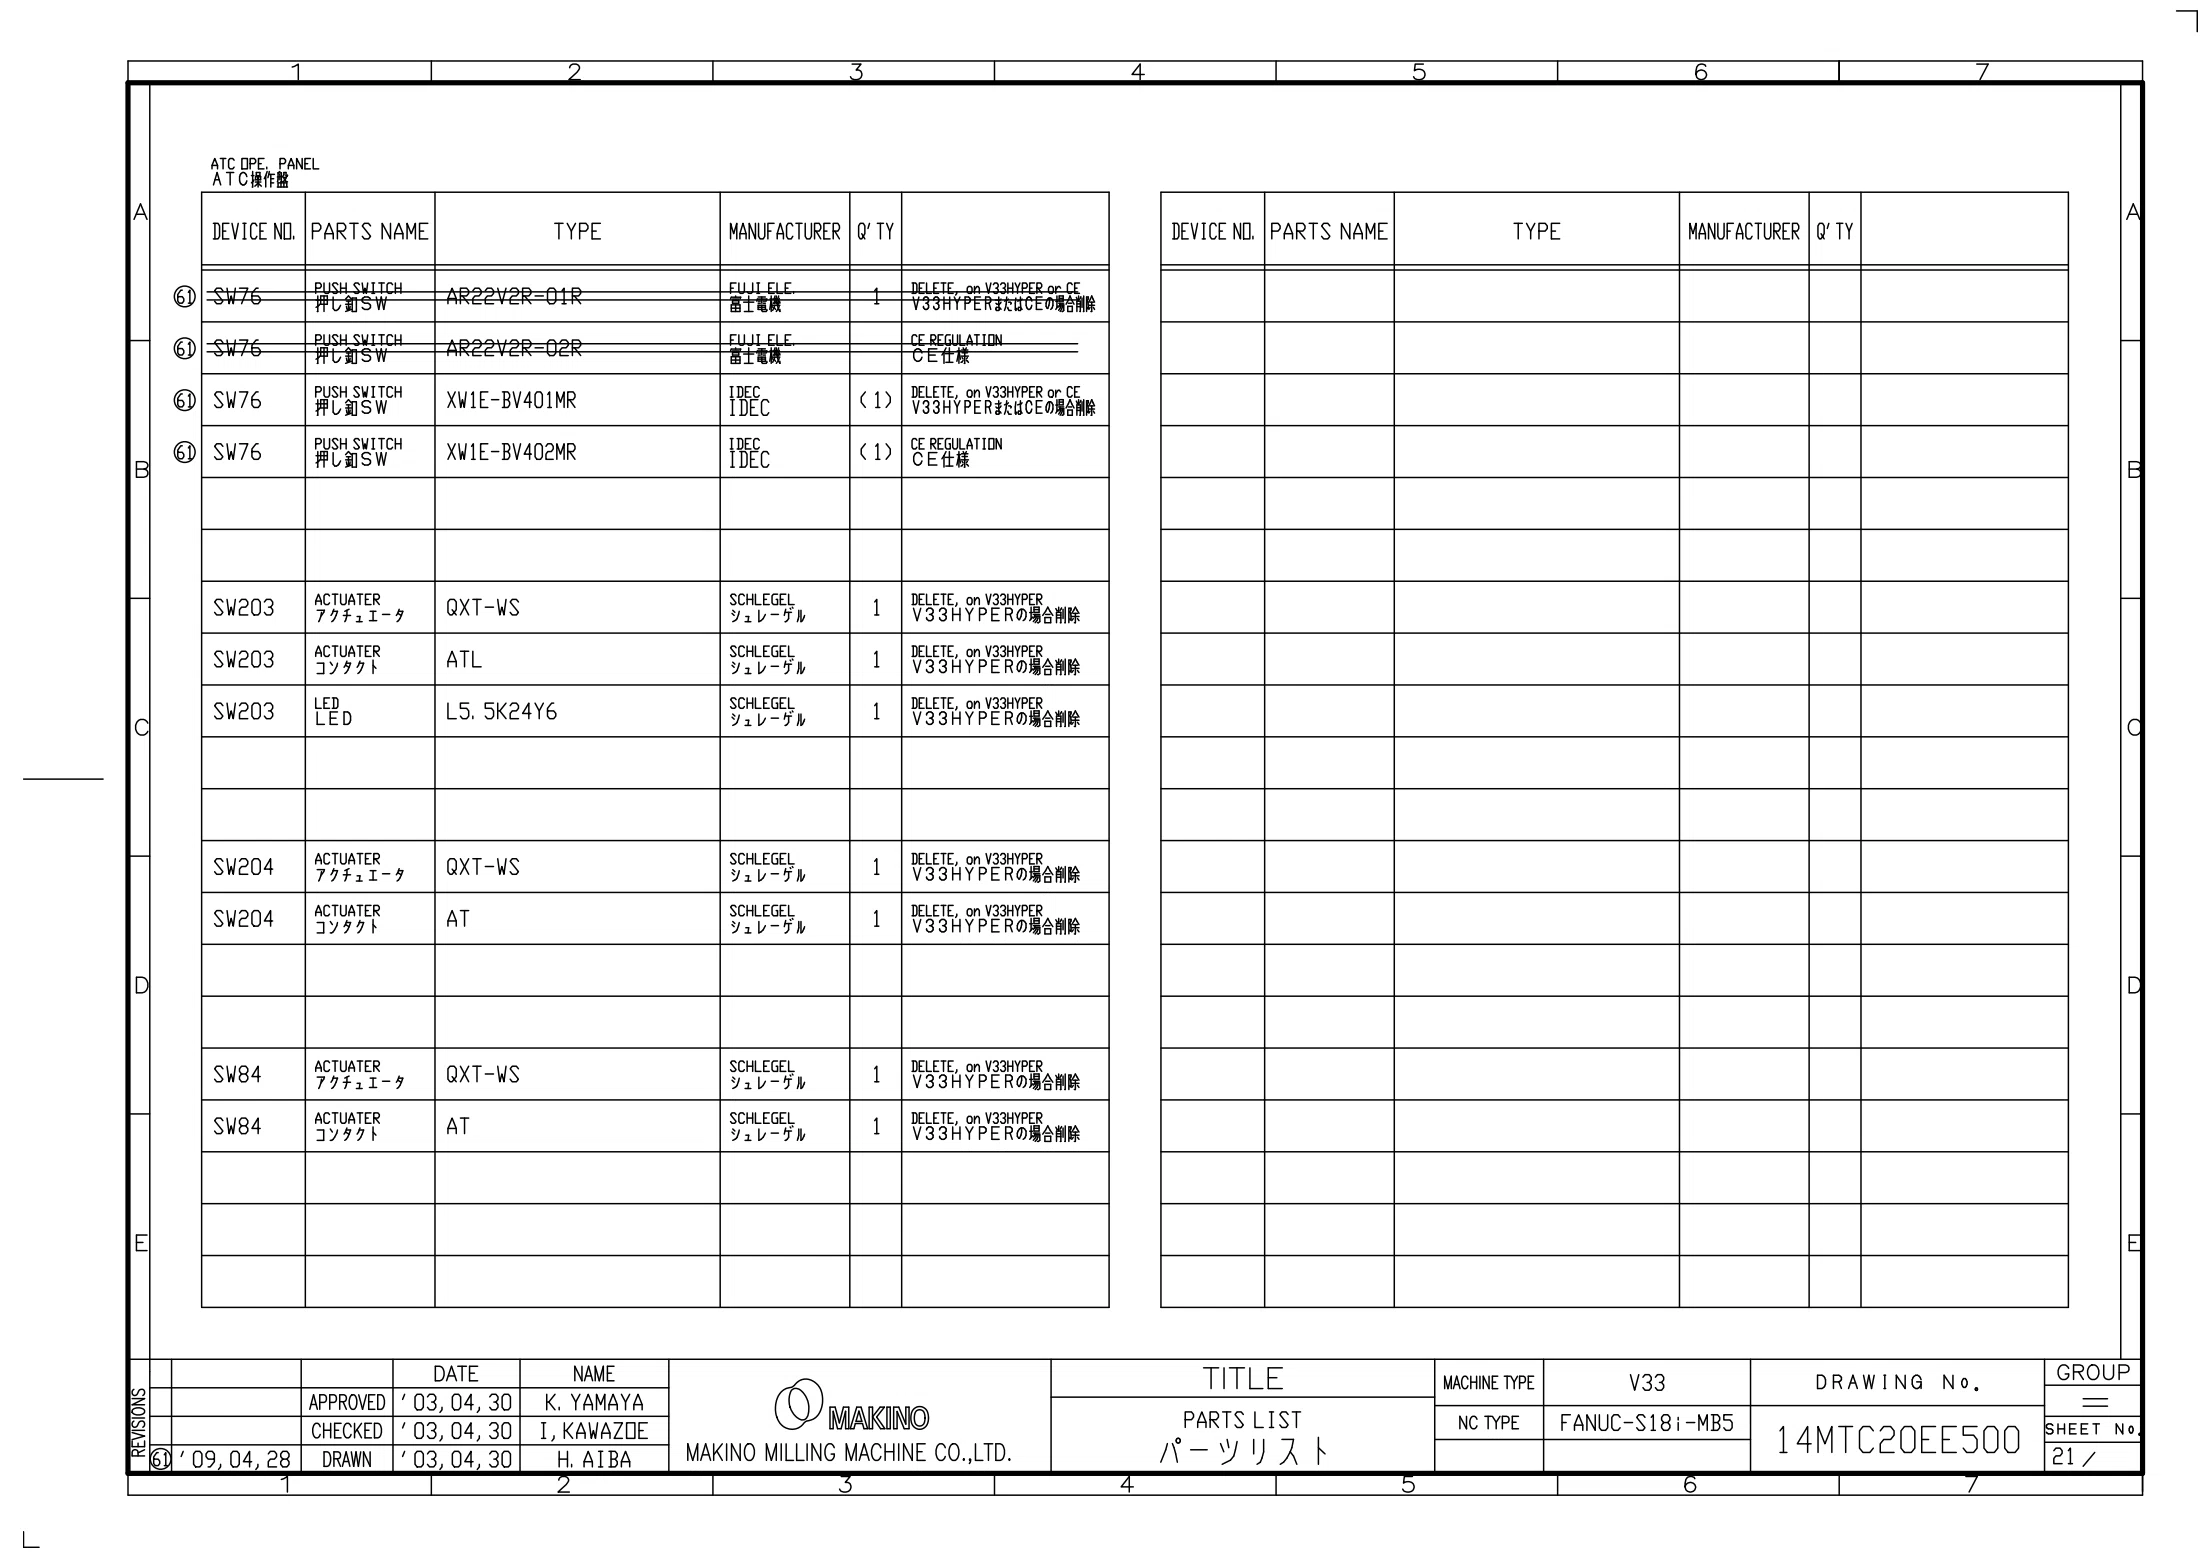 1 2 3 4 5 6 7
ATC OPE. PANEL
ATC操作盤
DEVICE NO. PARTS NAME TYPE MANUFACTURER Q'TY
DEVICE NO. PARTS NAME TYPE MANUFACTURER Q'TY
A A
61 SW76 PUSH SWITCH AR22V2R-01R FUJI ELE. 1 DELETE, on V33HYPER or CE
押し釦SW 富士電機 V33HYPERまたはCEの場合削除
61 SW76 PUSH SWITCH AR22V2R-02R FUJI ELE. CE REGULATION
押し釦SW 富士電機 CE仕様
61 SW76 PUSH SWITCH XW1E-BV401MR IDEC (1) DELETE, on V33HYPER or CE
押し釦SW IDEC V33HYPERまたはCEの場合削除
61 SW76 PUSH SWITCH XW1E-BV402MR IDEC (1) CE REGULATION
押し釦SW IDEC CE仕様
B B
SW203 ACTUATER QXT-WS SCHLEGEL 1 DELETE, on V33HYPER
アクチュエータ シュレーゲル V33HYPERの場合削除
SW203 ACTUATER ATL SCHLEGEL 1 DELETE, on V33HYPER
コンタクト シュレーゲル V33HYPERの場合削除
SW203 LED L5.5K24Y6 SCHLEGEL 1 DELETE, on V33HYPER
LED シュレーゲル V33HYPERの場合削除
C C
SW204 ACTUATER QXT-WS SCHLEGEL 1 DELETE, on V33HYPER
アクチュエータ シュレーゲル V33HYPERの場合削除
SW204 ACTUATER AT SCHLEGEL 1 DELETE, on V33HYPER
コンタクト シュレーゲル V33HYPERの場合削除
D D
SW84 ACTUATER QXT-WS SCHLEGEL 1 DELETE, on V33HYPER
アクチュエータ シュレーゲル V33HYPERの場合削除
SW84 ACTUATER AT SCHLEGEL 1 DELETE, on V33HYPER
コンタクト シュレーゲル V33HYPERの場合削除
E E
REVISIONS
61 '09,04,28
DATE NAME
APPROVED '03,04,30 K. YAMAYA
CHECKED '03,04,30 I,KAWAZOE
DRAWN '03,04,30 H. AIBA
MAKINO
MAKINO MILLING MACHINE CO.,LTD.
TITLE
PARTS LIST
パーツリスト
MACHINE TYPE V33
NC TYPE FANUC-S18i-MB5
DRAWING No.
14MTC20EE500
GROUP
=
SHEET No.
21/
1 2 3 4 5 6 7